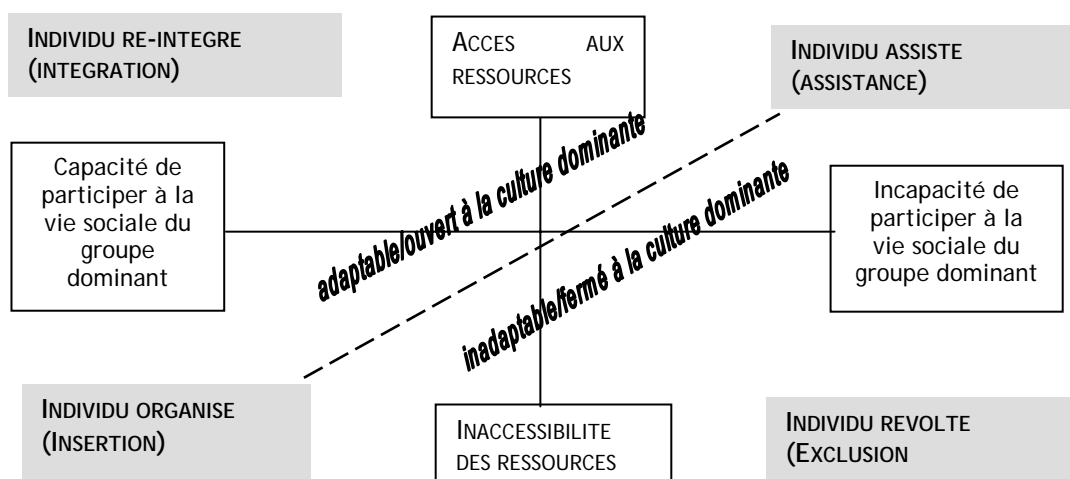 INDIVIDU RE-INTEGRE
(INTEGRATION)
ACCES AUX
RESSOURCES
INDIVIDU ASSISTE
(ASSISTANCE)
Capacité de
participer à la
vie sociale du
groupe
dominant
adaptable/ouvert à la culture dominante
inadaptable/fermé à la culture dominante
Incapacité de
participer à la
vie sociale du
groupe dominant
INDIVIDU ORGANISE
(INSERTION)
INACCESSIBILITE
DES RESSOURCES
INDIVIDU REVOLTE
(EXCLUSION